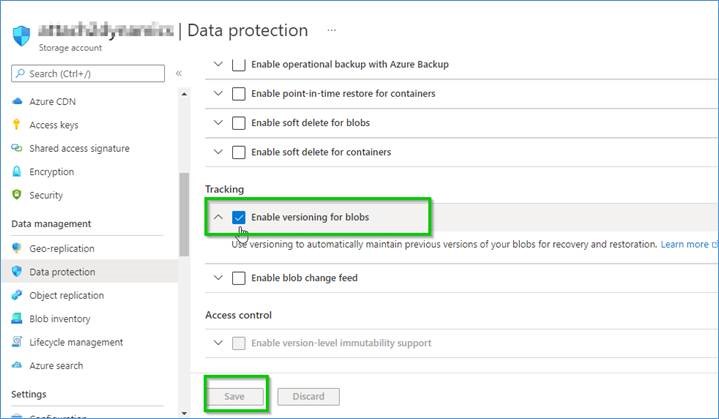 | Data protection ...
Storage account
Search (Ctrl+/)
«
Azure CDN
Access keys
Shared access signature
Encryption
Security
Data management
Geo-replication
Data protection
Object replication
Blob inventory
Lifecycle management
Azure search
Settings
Configuration
Enable operational backup with Azure Backup
Enable point-in-time restore for containers
Enable soft delete for blobs
Enable soft delete for containers
Tracking
Enable versioning for blobs
Use versioning to automatically maintain previous versions of your blobs for recovery and restoration. Learn more
Enable blob change feed
Access control
Enable version-level immutability support
Save
Discard